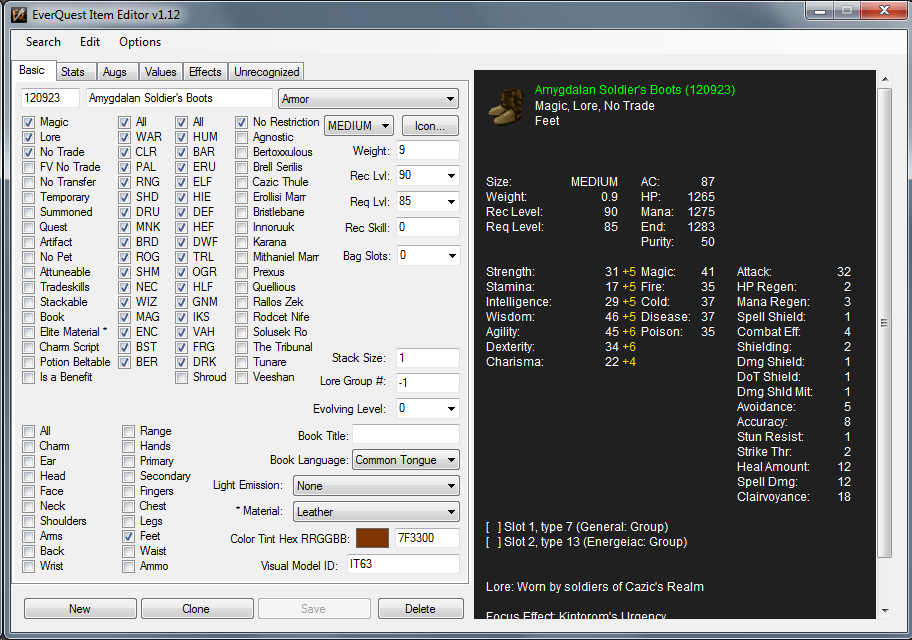 EverQuest Item Editor v1.12
Search Edit Options
Basic Stats Augs Values Effects Unrecognized
120923 Amygdalan Soldier's Boots Armor
Magic All All No Restriction MEDIUM Icon...
Lore WAR HUM Agnostic
No Trade CLR BAR Bertoxxulous Weight: 9
FV No Trade PAL ERU Brell Serilis
No Transfer RNG ELF Cazic Thule Rec Lvl: 90
Temporary SHD HIE Erollisi Marr
Summoned DRU DEF Bristlebane Req Lvl: 85
Quest MNK HEF Innoruuk Rec Skill: 0
Artifact BRD DWF Karana
No Pet ROG TRL Mithaniel Marr Bag Slots: 0
Attuneable SHM OGR Prexus
Tradeskills NEC HLF Quellious
Stackable WIZ GNM Rallos Zek
Book MAG IKS Rodcet Nife
Elite Material * ENC VAH Solusek Ro
Charm Script BST FRG The Tribunal
Potion Beltable BER DRK Tunare Stack Size: 1
Is a Benefit Shroud Veeshan Lore Group #: -1
Evolving Level: 0
All Range Book Title:
Charm Hands
Ear Primary Book Language: Common Tongue
Head Secondary
Face Fingers Light Emission: None
Neck Chest
Shoulders Legs * Material: Leather
Arms Feet Color Tint Hex RRGGBB: 7F3300
Back Waist
Wrist Ammo Visual Model ID: IT63
New Clone Save Delete
Amygdalan Soldier's Boots (120923)
Magic, Lore, No Trade
Feet
Size: MEDIUM AC: 87
Weight: 0.9 HP: 1265
Rec Level: 90 Mana: 1275
Req Level: 85 End: 1283
Purity: 50
Strength: 31 +5 Magic: 41 Attack: 32
Stamina: 17 +5 Fire: 35 HP Regen: 2
Intelligence: 29 +5 Cold: 37 Mana Regen: 3
Wisdom: 46 +5 Disease: 37 Spell Shield: 1
Agility: 45 +6 Poison: 35 Combat Eff: 4
Dexterity: 34 +6 Shielding: 2
Charisma: 22 +4 Dmg Shield: 1
DoT Shield: 1
Dmg Shld Mit: 1
Avoidance: 5
Accuracy: 8
Stun Resist: 1
Strike Thr: 2
Heal Amount: 12
Spell Dmg: 12
Clairvoyance: 18
[ ] Slot 1, type 7 (General: Group)
[ ] Slot 2, type 13 (Energeiac: Group)
Lore: Worn by soldiers of Cazic's Realm
Focus Effect: Kintorom's Urgency